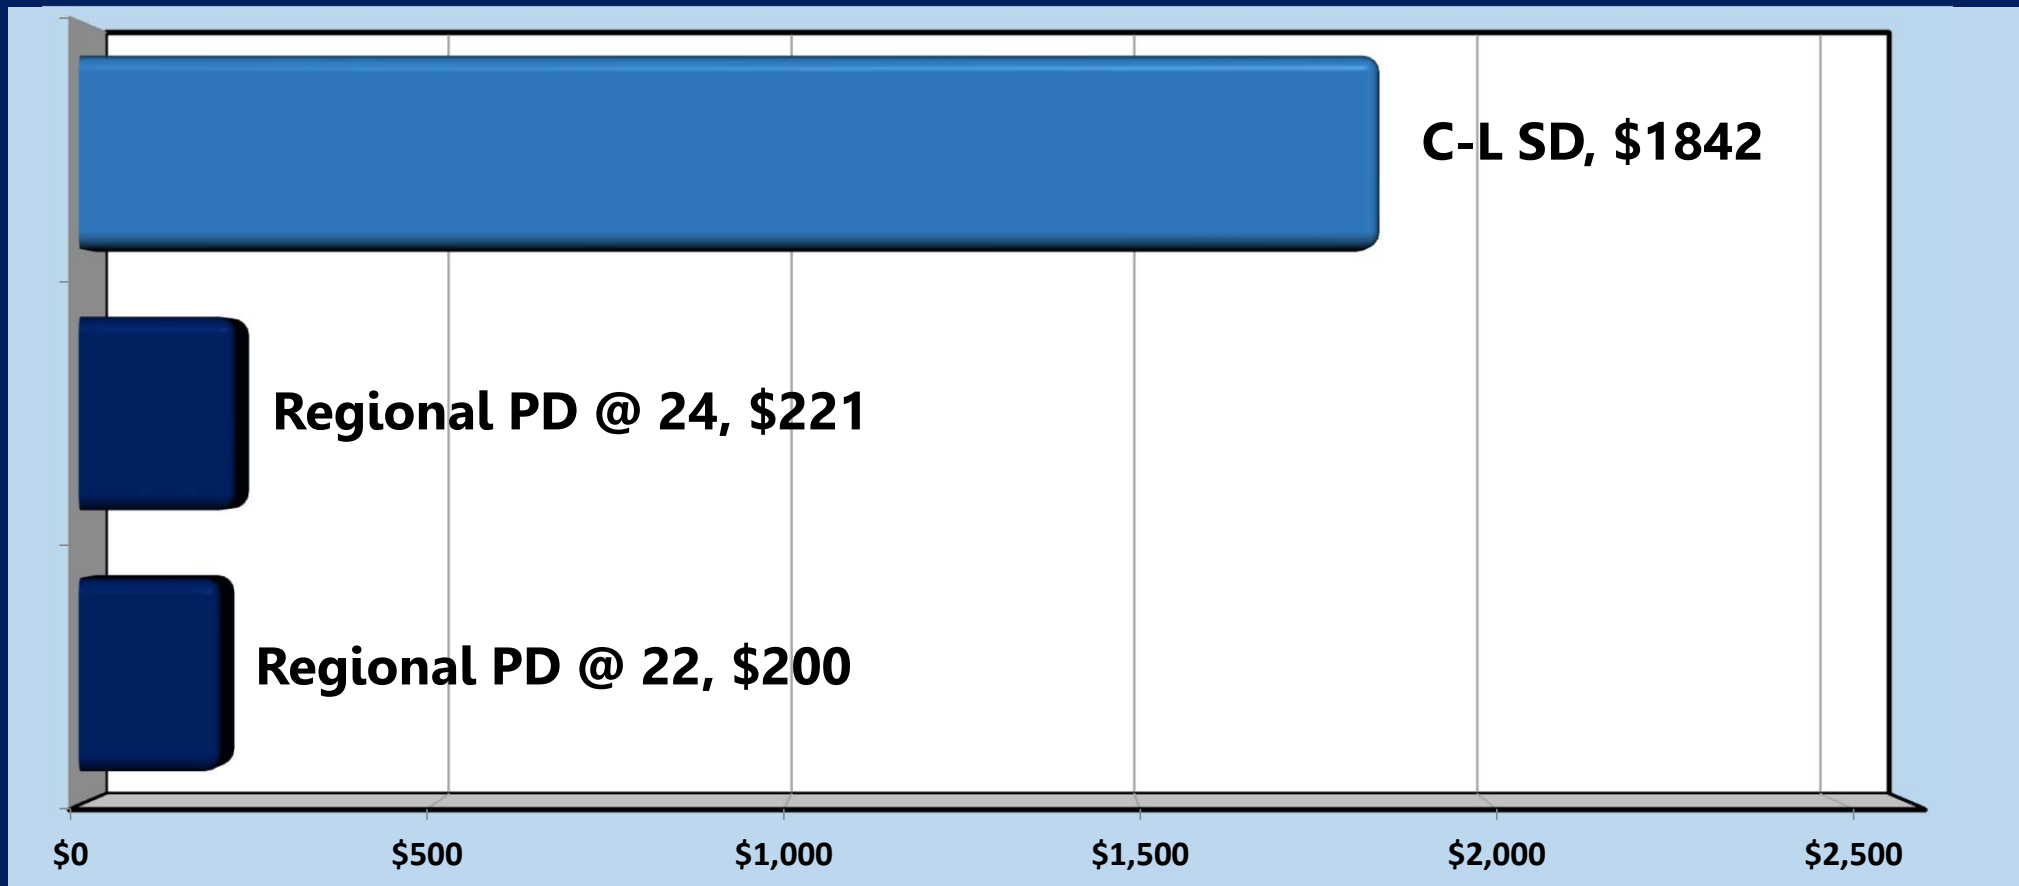 C-L SD, $1842
Regional PD @ 24, $221
Regional PD @ 22, $200
$0 $500 $1,000 $1,500 $2,000 $2,500